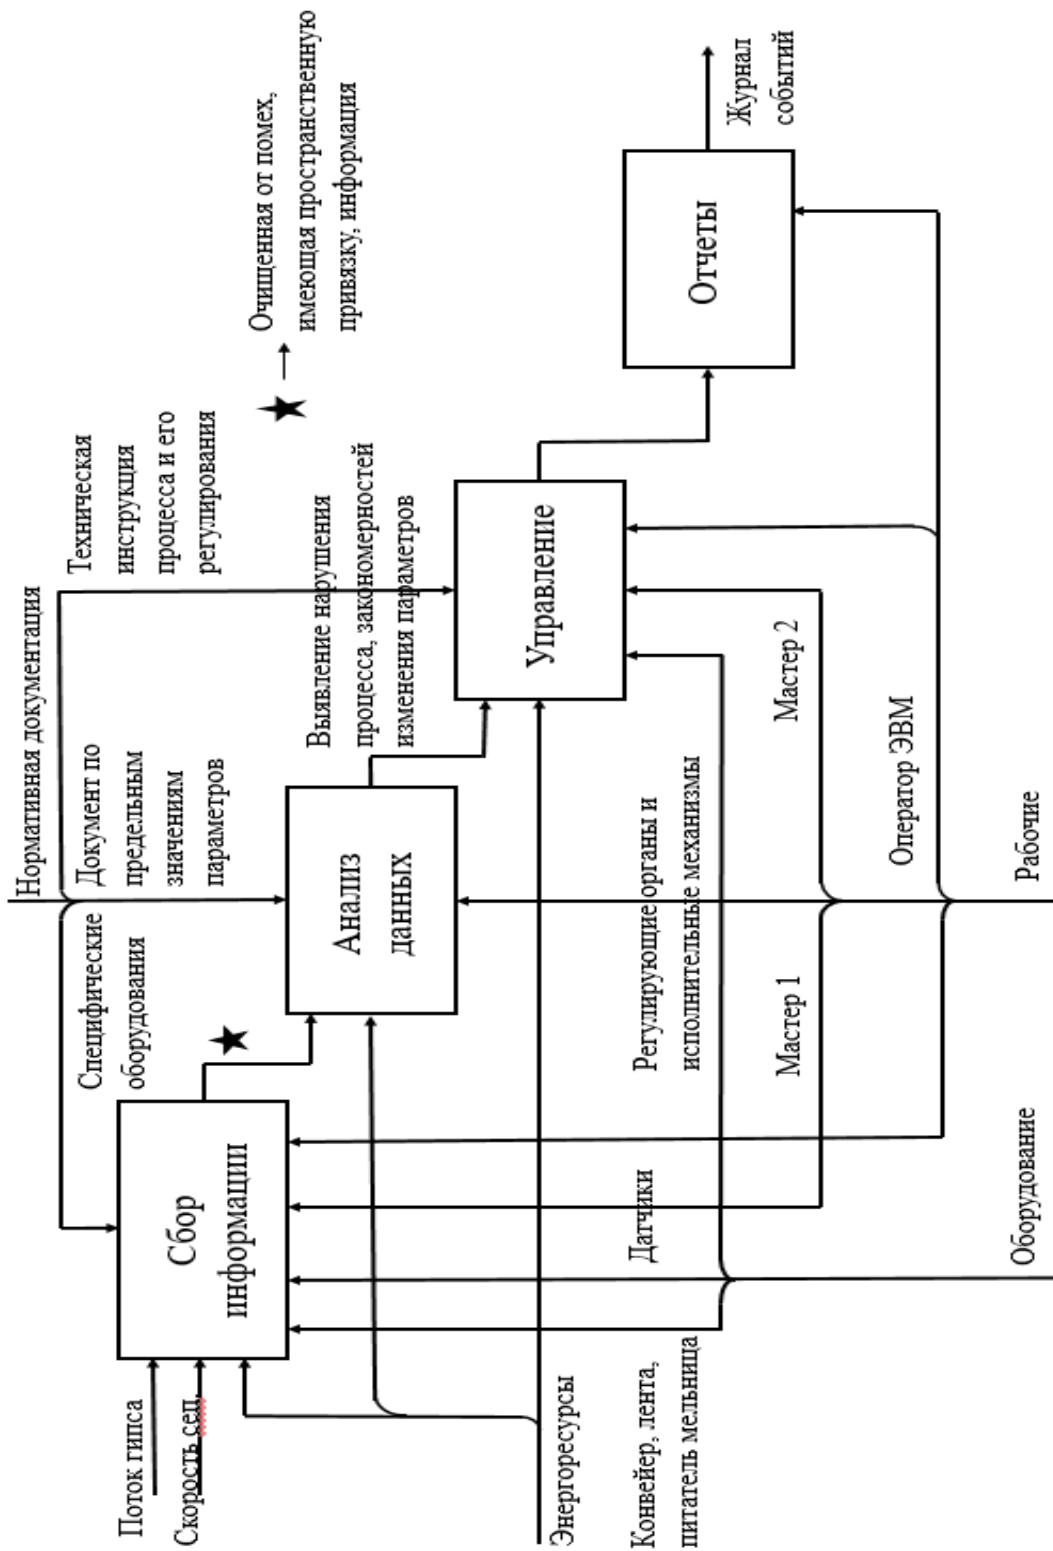 Нормативная документация
Техническая
инструкция
процесса и его
регулирования
Документ по
предельным
значениям
параметров
Специфические
оборудования
Очищенная от помех,
имеющая пространственную
привязку, информация
Поток гипса
Скорость сеп.
Сбор
информации
Анализ
данных
Выявление нарушения
процесса, закономерностей
изменения параметров
Управление
Отчеты
Журнал
событий
Энергоресурсы
Конвейер, лента,
питатель мельница
Датчики
Регулирующие органы и
исполнительные механизмы
Мастер 1
Мастер 2
Оператор ЭВМ
Оборудование
Рабочие